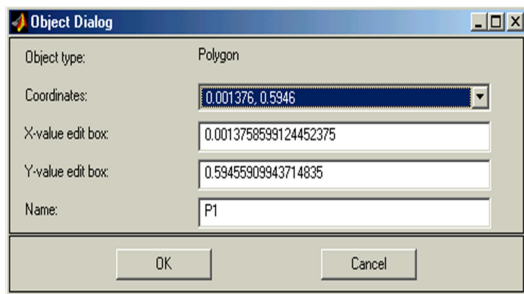 Object Dialog
Object type: Polygon
Coordinates: 0.001376, 0.5946
X-value edit box: 0.0013758599124452375
Y-value edit box: 0.59455909943714835
Name: P1
OK Cancel